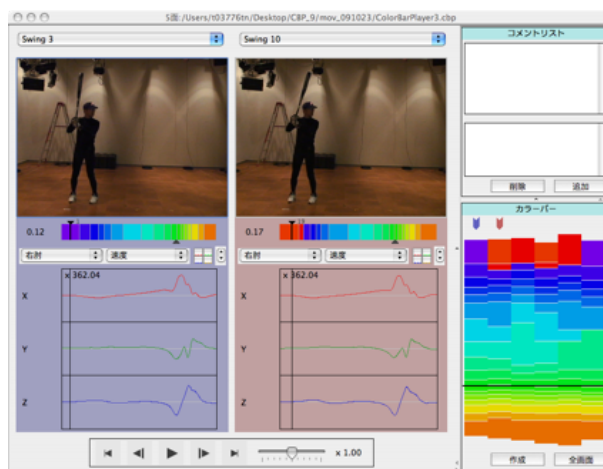 S面: /Users/t03776tn/Desktop/CBP_9/mov_091023/ColorBarPlayer3.cbp
Swing 3
Swing 10
コメントリスト
削除
追加
0.12
0.17
カラーバー
右肘
速度
右肘
速度
x 362.04
x 362.04
X
X
Y
Y
Z
Z
x 1.00
作成
全画面